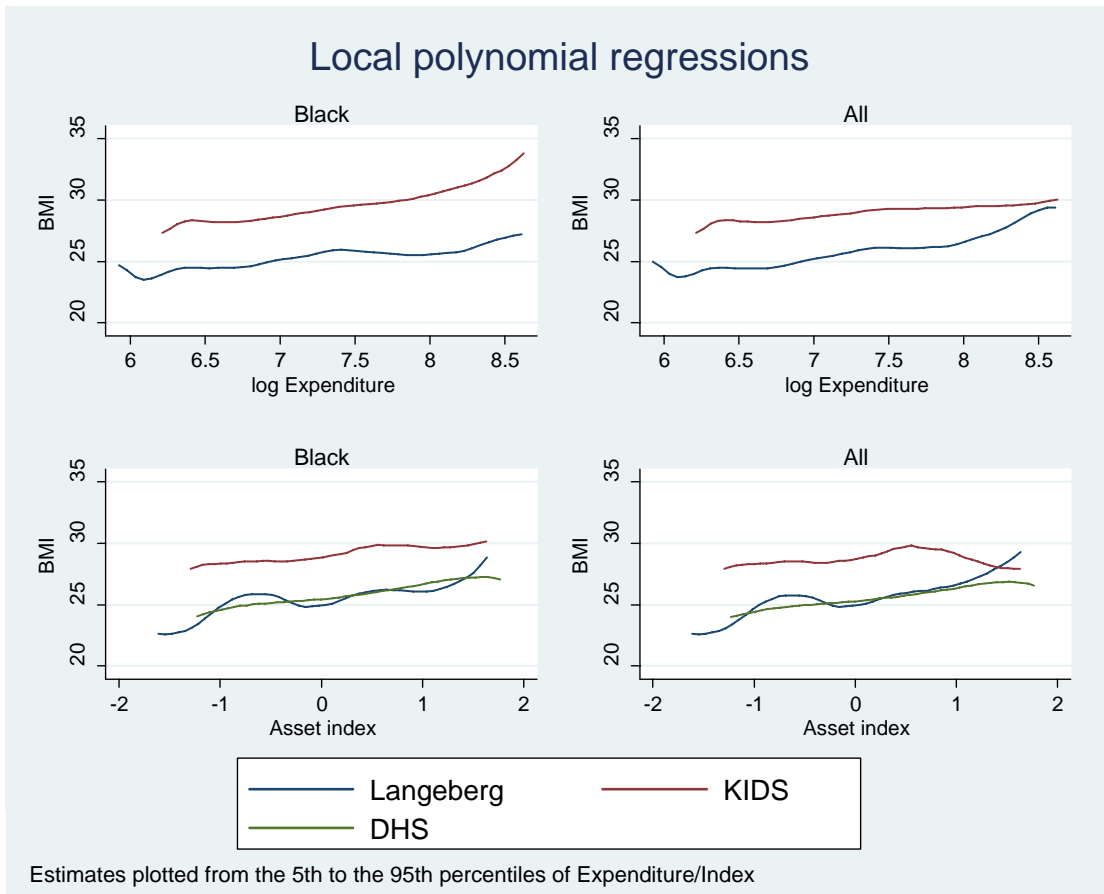 Local polynomial regressions
Black
BMI
35
30
25
20
6 6.5 7 7.5 8 8.5
log Expenditure
All
BMI
35
30
25
20
6 6.5 7 7.5 8 8.5
log Expenditure
Black
BMI
35
30
25
20
-2 -1 0 1 2
Asset index
All
BMI
35
30
25
20
-2 -1 0 1 2
Asset index
Langeberg KIDS
DHS
Estimates plotted from the 5th to the 95th percentiles of Expenditure/Index